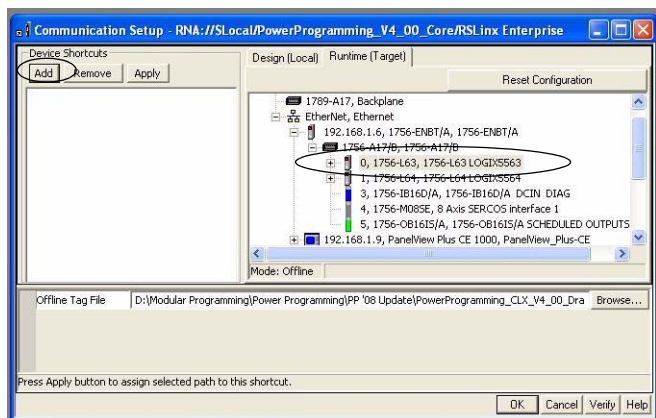 Communication Setup - RNA://$Local/PowerProgramming_V4_00_Core/RSLinx Enterprise
Device Shortcuts
Add Remove Apply
Design (Local) Runtime (Target)
Reset Configuration
1789-A17, Backplane
EtherNet, Ethernet
192.168.1.6, 1756-ENBT/A, 1756-ENBT/A
1756-A17/B, 1756-A17/B
0, 1756-L63, 1756-L63 LOGIX5563
1, 1756-L64, 1756-L64 LOGIX5564
3, 1756-IB16D/A, 1756-IB16D/A DCIN DIAG
4, 1756-M08SE, 8 Axis SERCOS interface 1
5, 1756-OB16IS/A, 1756-OB16IS/A SCHEDULED OUTPUTS
192.168.1.9, PanelView Plus CE 1000, PanelView_Plus-CE
Mode: Offline
Offline Tag File D:\Modular Programming\Power Programming\PP '08 Update\PowerProgramming_CLX_V4_00_Dra Browse...
Press Apply button to assign selected path to this shortcut.
OK Cancel Verify Help